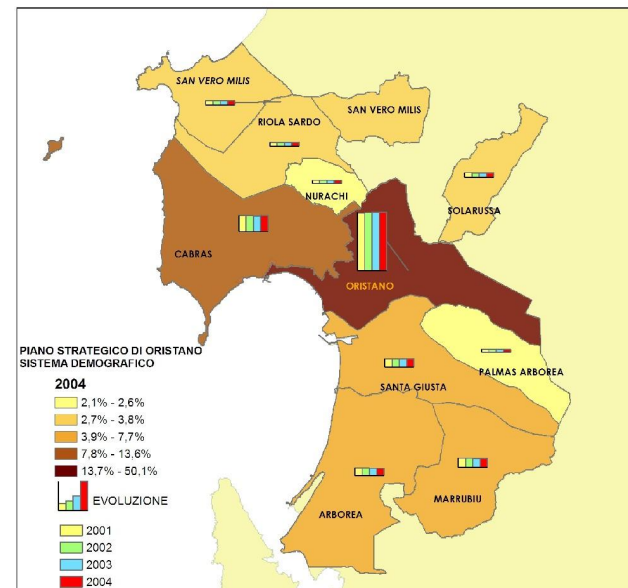 SAN VERO MILIS
SAN VERO MILIS
RIOLA SARDO
NURACHI
SOLARUSSA
CABRAS
ORISTANO
PALMAS ARBOREA
SANTA GIUSTA
MARRUBIU
ARBOREA
PIANO STRATEGICO DI ORISTANO
SISTEMA DEMOGRAFICO
2004
2,1% - 2,6%
2,7% - 3,8%
3,9% - 7,7%
7,8% - 13,6%
13,7% - 50,1%
EVOLUZIONE
2001
2002
2003
2004